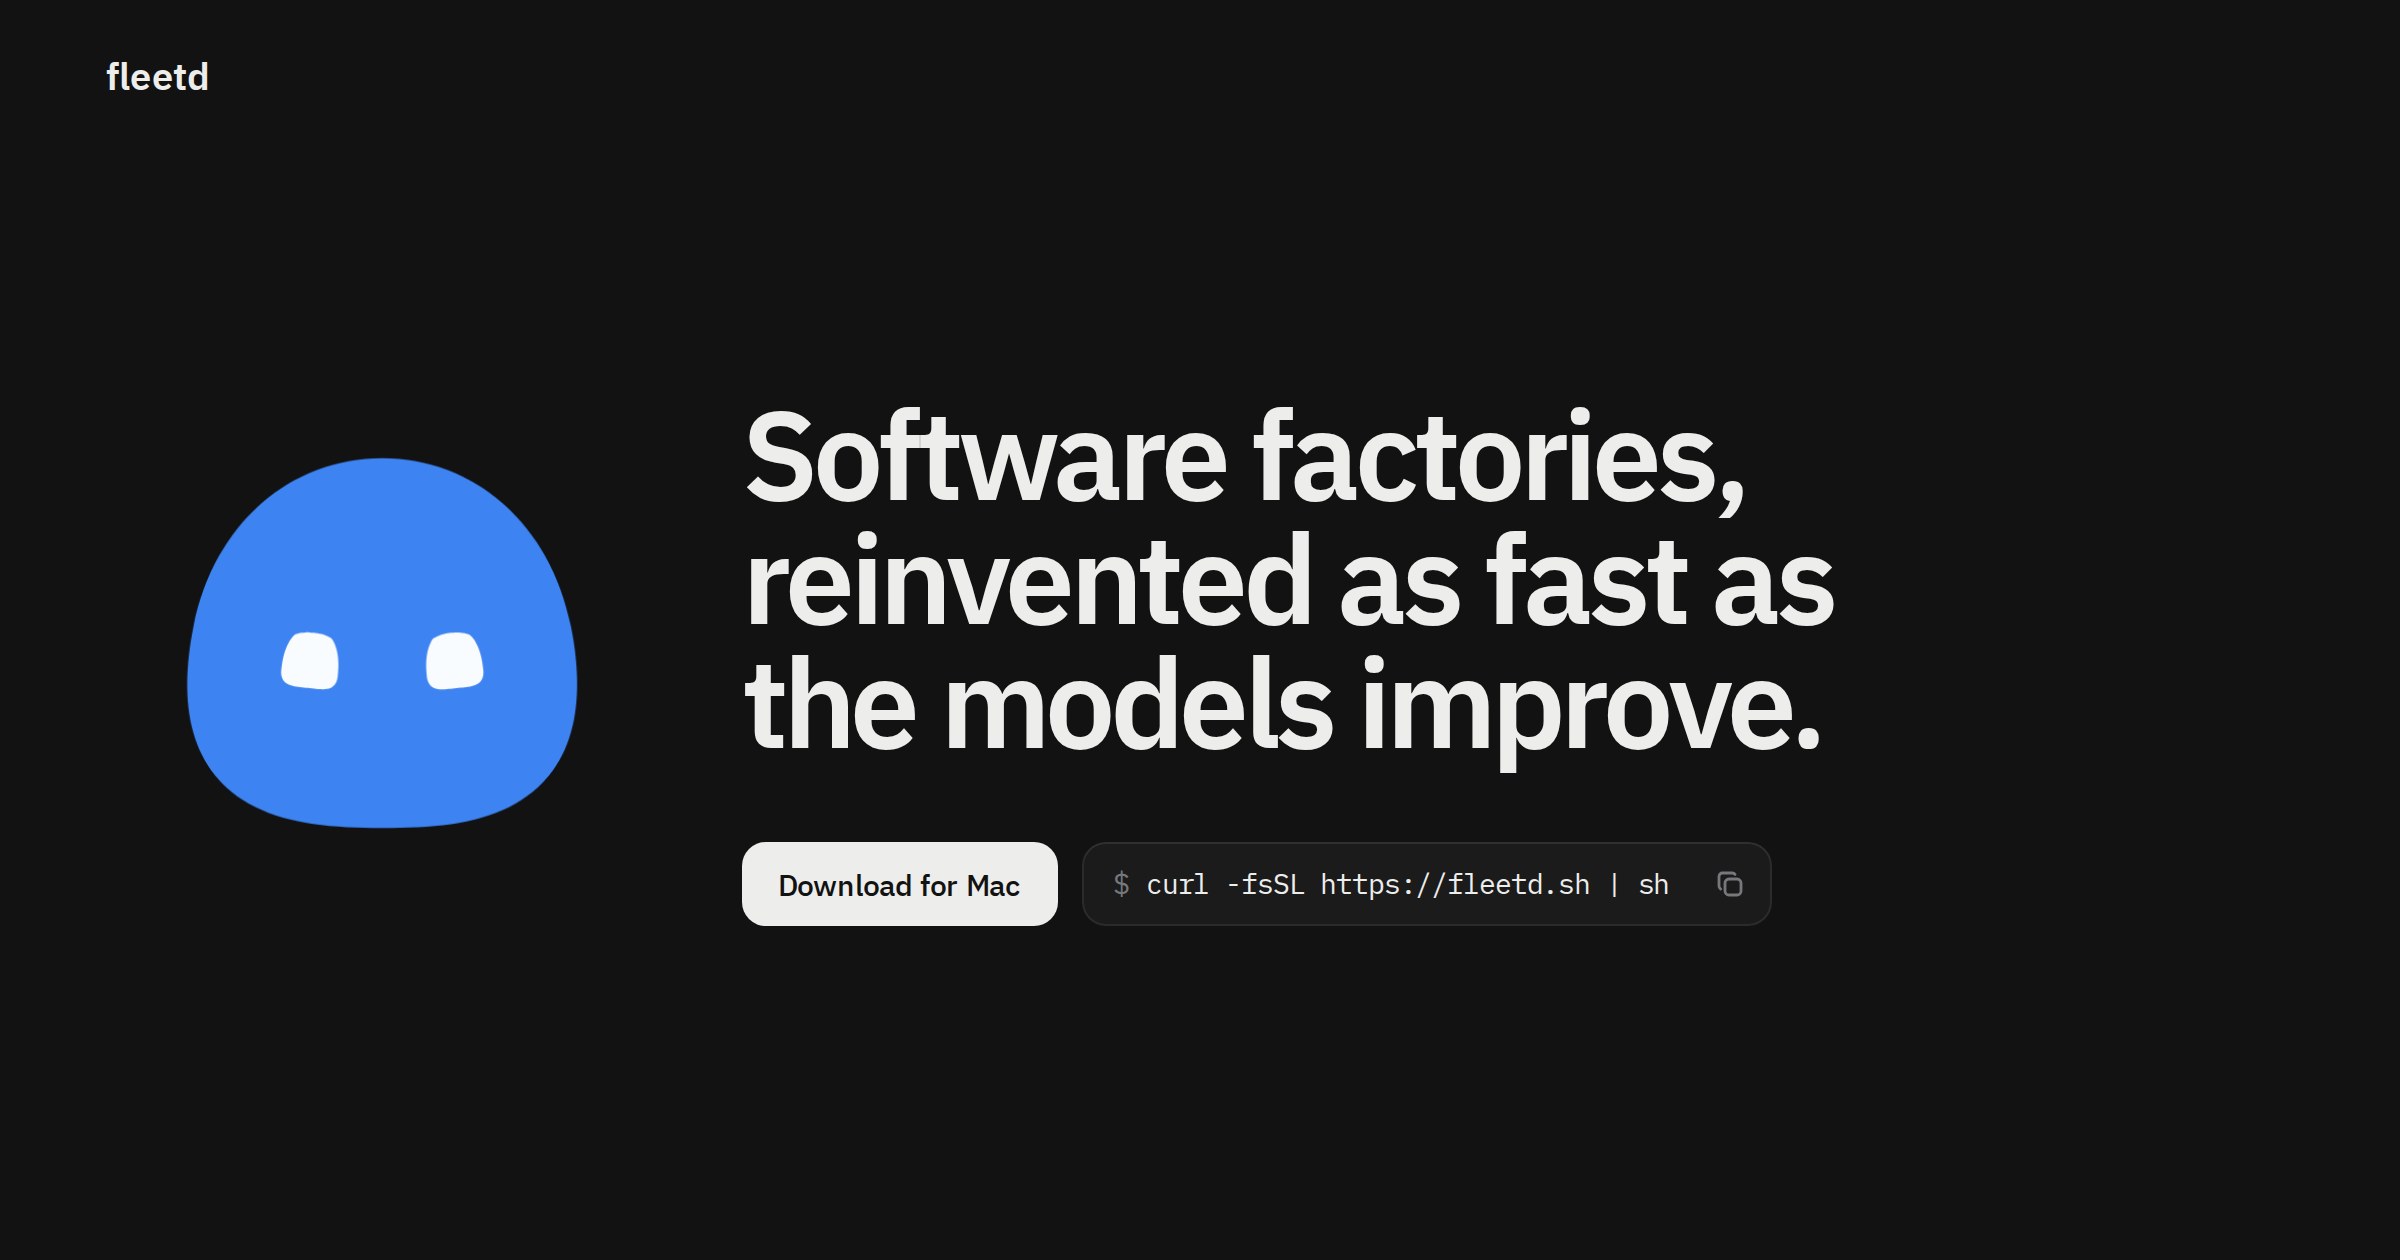 fleetd
Software factories,
reinvented as fast as
the models improve.
Download for Mac
$ curl -fsSL https://fleetd.sh | sh